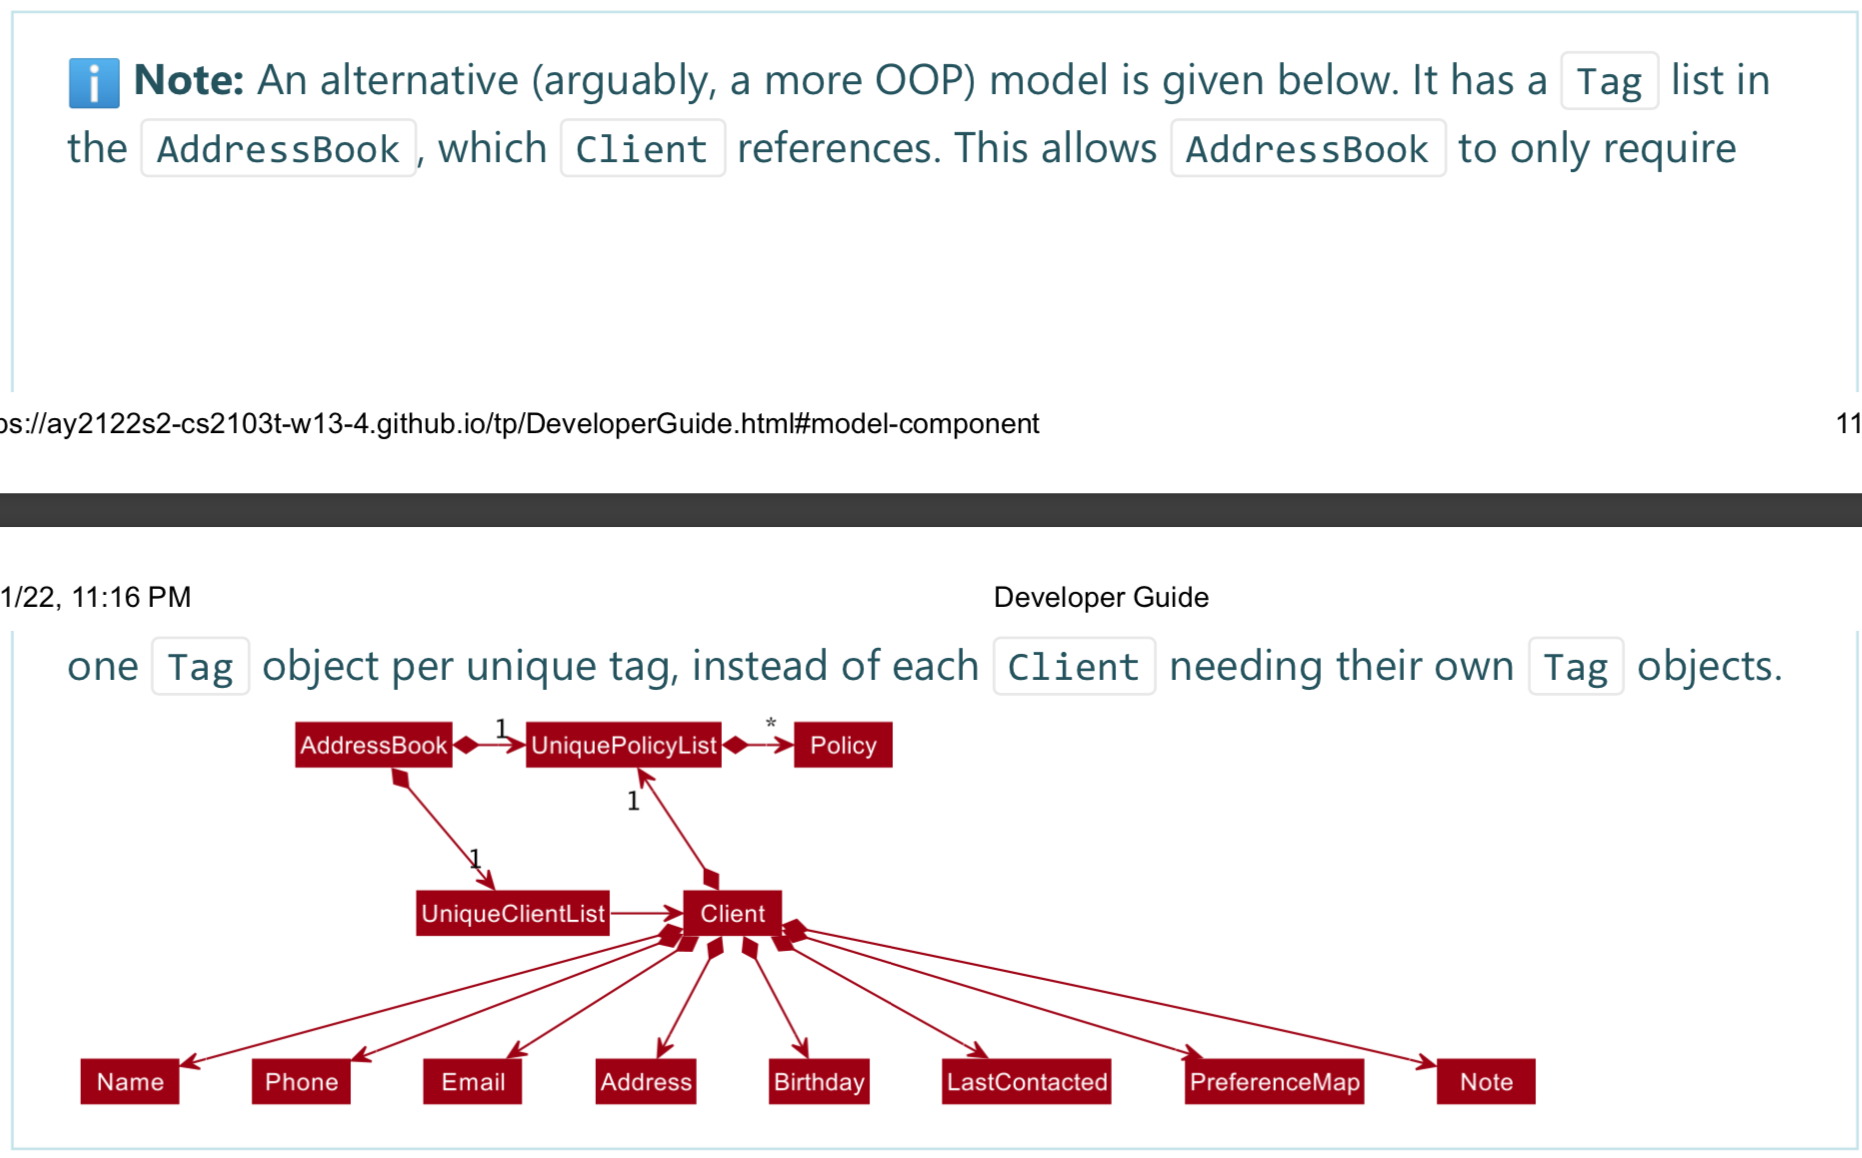 Note: An alternative (arguably, a more OOP) model is given below. It has a Tag list in
the AddressBook, which Client references. This allows AddressBook to only require
ps://ay2122s2-cs2103t-w13-4.github.io/tp/DeveloperGuide.html#model-component 11
1/22, 11:16 PM Developer Guide
one Tag object per unique tag, instead of each Client needing their own Tag objects.
AddressBook 1 UniquePolicyList * Policy
1
1
UniqueClientList Client
Name Phone Email Address Birthday LastContacted PreferenceMap Note